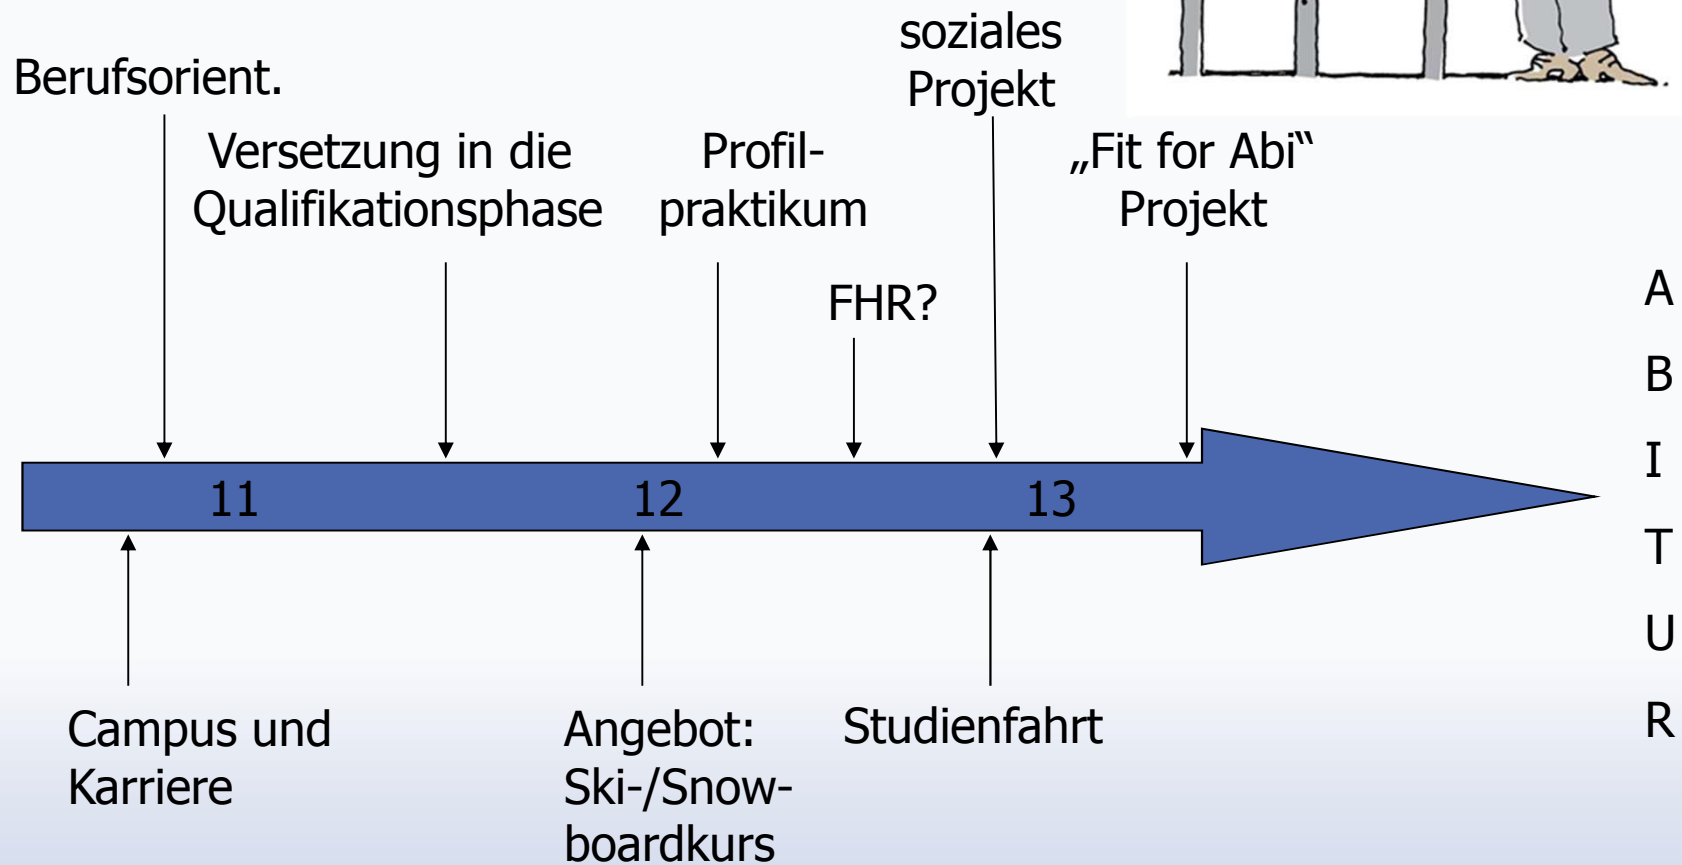 soziales
Projekt
Berufsorient.
Versetzung in die
Qualifikationsphase
Profil-
praktikum
„Fit for Abi“
Projekt
FHR?
11
12
13
Campus und
Karriere
Angebot:
Ski-/Snow-
boardkurs
Studienfahrt
A
B
I
T
U
R